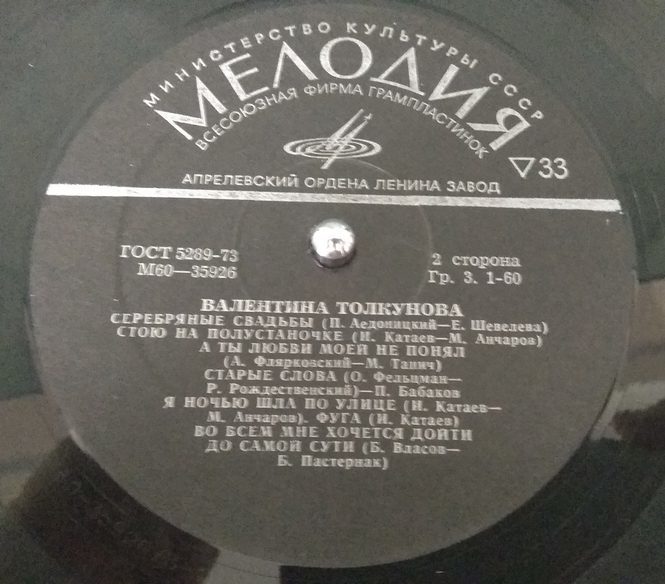 МИНИСТЕРСТВО КУЛЬТУРЫ СССР
МЕЛОДИЯ
ВСЕСОЮЗНАЯ ФИРМА ГРАМПЛАСТИНОК
33
АПРЕЛЕВСКИЙ ОРДЕНА ЛЕНИНА ЗАВОД
ГОСТ 5289-73
М60—35926
2 сторона
Гр. 3. 1-60
ВАЛЕНТИНА ТОЛКУНОВА
СЕРЕБРЯНЫЕ СВАДЬБЫ (П. Аедоницкий—Е. Шевелева)
СТОЮ НА ПОЛУСТАНОЧКЕ (И. Катаев—М. Анчаров)
А ТЫ ЛЮБВИ МОЕЙ НЕ ПОНЯЛ
(А. Флярковский—М. Танич)
СТАРЫЕ СЛОВА (О. Фельцман—
Р. Рождественский)—П. Бабаков
Я НОЧЬЮ ШЛА ПО УЛИЦЕ (И. Катаев—
М. Анчаров). ФУГА (И. Катаев)
ВО ВСЕМ МНЕ ХОЧЕТСЯ ДОЙТИ
ДО САМОЙ СУТИ (Б. Власов—
Б. Пастернак)